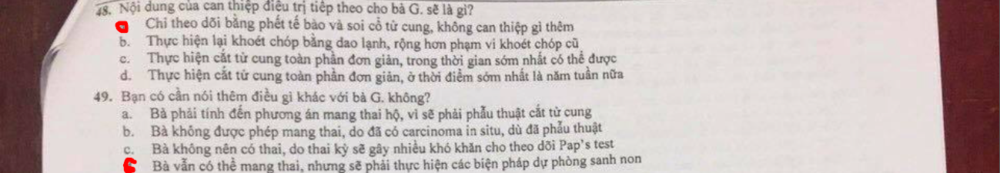 48. Nội dung của can thiệp điều trị tiếp theo cho bà G. sẽ là gì?
Chỉ theo dõi bằng phết tế bào và soi cổ tử cung, không can thiệp gì thêm
b. Thực hiện lại khoét chóp bằng dao lạnh, rộng hơn phạm vi khoét chóp cũ
c. Thực hiện cắt tử cung toàn phần đơn giản, trong thời gian sớm nhất có thể được
d. Thực hiện cắt tử cung toàn phần đơn giản, ở thời điểm sớm nhất là năm tuần nữa
49. Bạn có cần nói thêm điều gì khác với bà G. không?
a. Bà phải tính đến phương án mang thai hộ, vì sẽ phải phẫu thuật cắt tử cung
b. Bà không được phép mang thai, do đã có carcinoma in situ, dù đã phẫu thuật
c. Bà không nên có thai, do thai kỳ sẽ gây nhiều khó khăn cho theo dõi Pap's test
Bà vẫn có thể mang thai, nhưng sẽ phải thực hiện các biện pháp dự phòng sanh non